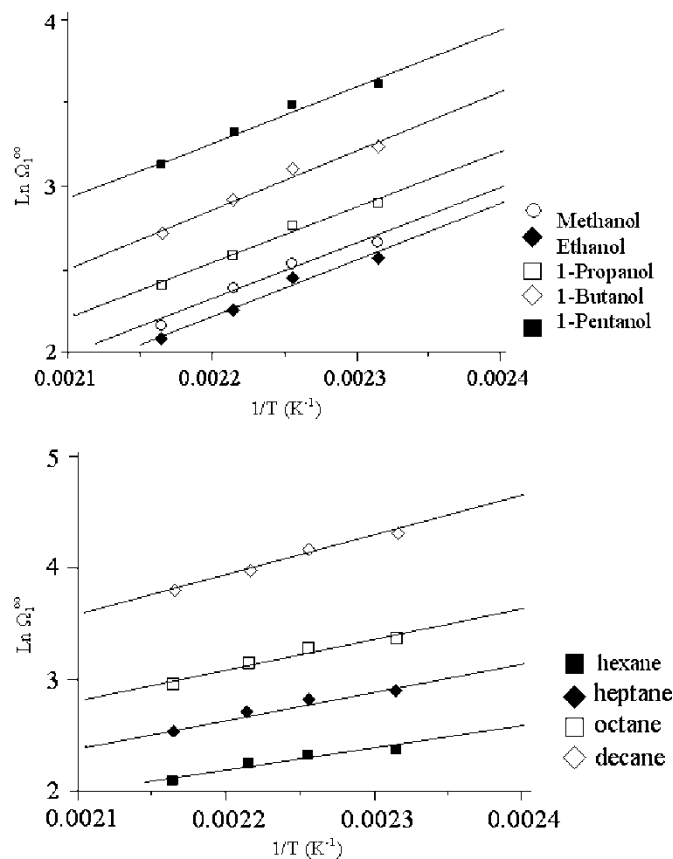 4
3
2
Ln Ω₁^∞
0.0021 0.0022 0.0023 0.0024
1/T (K⁻¹)
Methanol
Ethanol
1-Propanol
1-Butanol
1-Pentanol
5
4
3
2
Ln Ω₁^∞
0.0021 0.0022 0.0023 0.0024
1/T (K⁻¹)
hexane
heptane
octane
decane